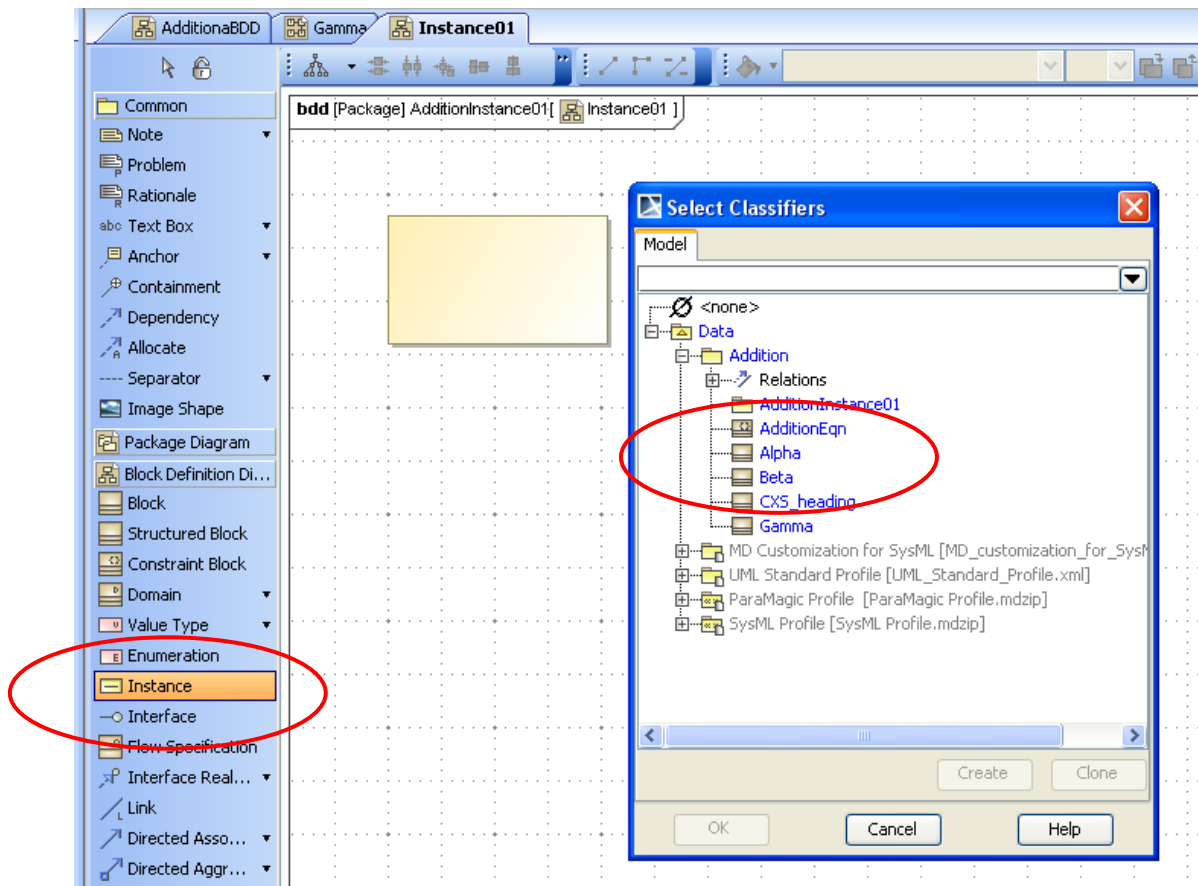 AdditionaBDD
Gamma
Instance01
Common
Note
Problem
Rationale
abc Text Box
Anchor
Containment
Dependency
Allocate
Separator
Image Shape
Package Diagram
Block Definition Di...
Block
Structured Block
Constraint Block
Domain
Value Type
Enumeration
Instance
Interface
Flow Specification
Interface Real...
Link
Directed Asso...
Directed Aggr...
bdd [Package] AdditionInstance01[ Instance01 ]
Select Classifiers
Model
<none>
Data
Addition
Relations
AdditionInstance01
AdditionEqn
Alpha
Beta
CXS_heading
Gamma
MD Customization for SysML [MD_customization_for_SysM
UML Standard Profile [UML_Standard_Profile.xml]
ParaMagic Profile [ParaMagic Profile.mdzip]
SysML Profile [SysML Profile.mdzip]
Create Clone
OK Cancel Help